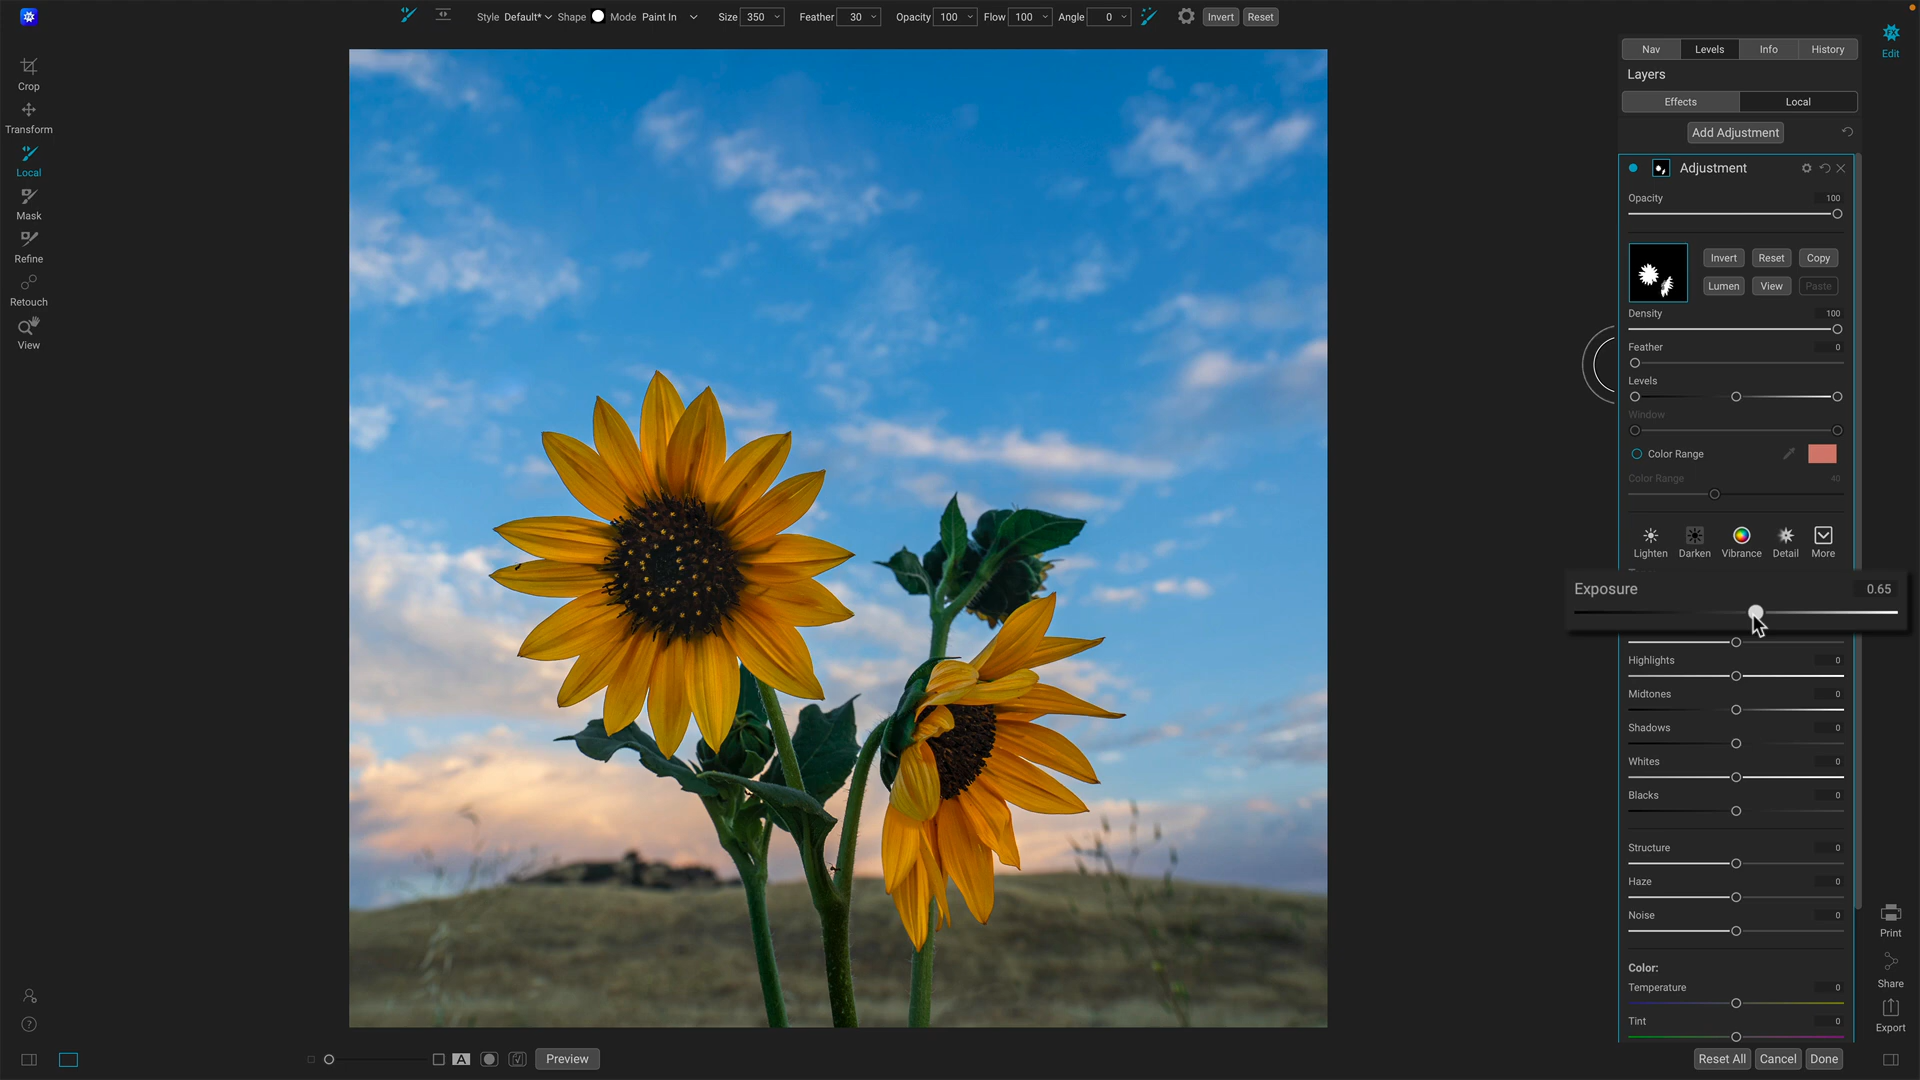 Style Default* Shape Mode Paint In Size 350 Feather 30 Opacity 100 Flow 100 Angle 0 Invert Reset
Edit
Crop
Transform
Local
Mask
Refine
Retouch
View
Nav Levels Info History
Layers
Effects Local
Add Adjustment
Adjustment
Opacity 100
Invert Reset Copy
Lumen View Paste
Density 100
Feather 0
Levels
Window
Color Range
Color Range 40
Lighten Darken Vibrance Detail More
Exposure 0.65
Highlights 0
Midtones 0
Shadows 0
Whites 0
Blacks 0
Structure 0
Haze 0
Noise 0
Color:
Temperature 0
Tint 0
Print
Share
Export
?
A Preview
Reset All Cancel Done